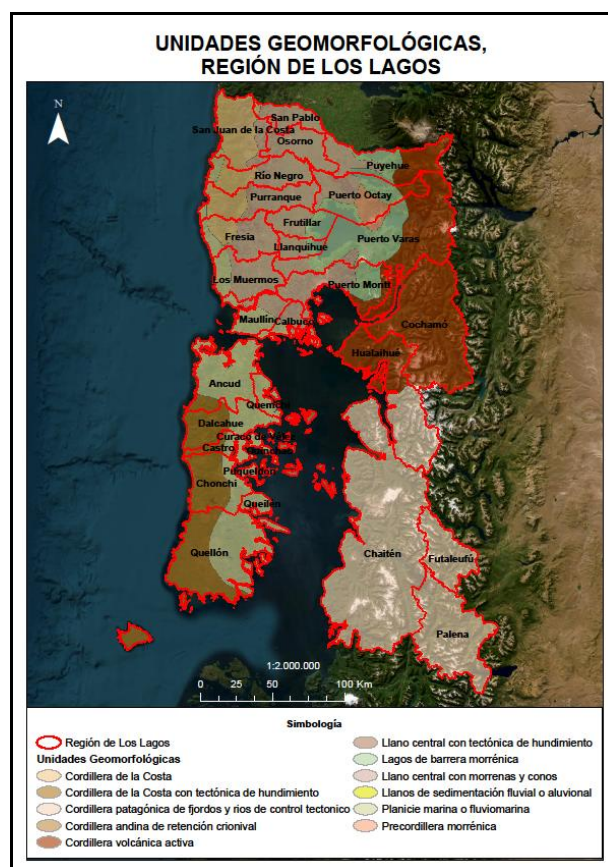 UNIDADES GEOMORFOLÓGICAS,
REGIÓN DE LOS LAGOS
N
San Pablo
San Juan de la Costa
Osorno
Puyehue
Río Negro
Puerto Octay
Purranque
Frutillar
Fresia
Puerto Varas
Llanquihue
Los Muermos
Puerto Montt
Maullín
Calbuco
Cochamó
Hualaihué
Ancud
Quemchi
Dalcahue
Curaco de Vélez
Castro
Quinchao
Puqueldón
Chonchi
Queilén
Quellón
Chaitén
Futaleufú
Palena
1:2.000.000
0 25 50 100 Km
Simbología
Región de Los Lagos
Unidades Geomorfológicas
Cordillera de la Costa
Cordillera de la Costa con tectónica de hundimiento
Cordillera patagónica de fjordos y rios de control tectonico
Cordillera andina de retención crionival
Cordillera volcánica activa
Llano central con tectónica de hundimiento
Lagos de barrera morrénica
Llano central con morrenas y conos
Llanos de sedimentación fluvial o aluvional
Planicie marina o fluviomarina
Precordillera morrénica